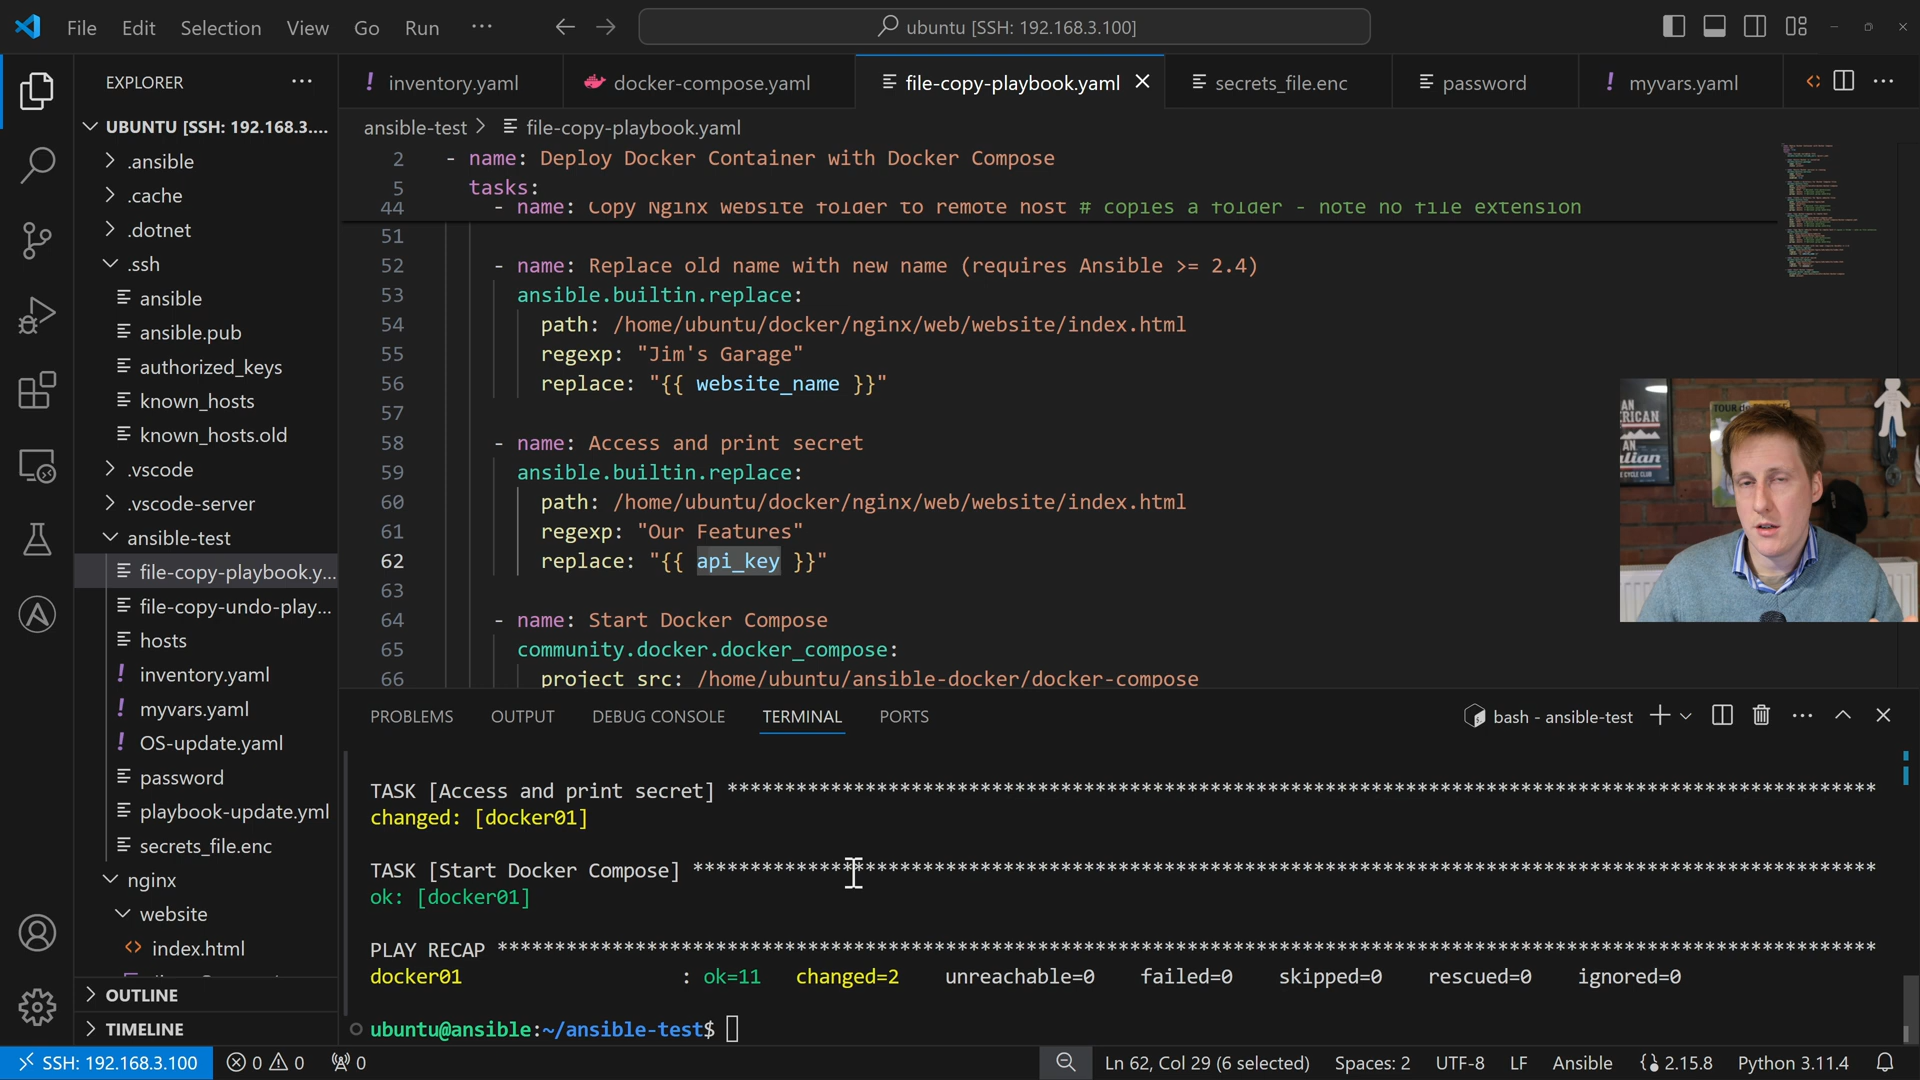 File Edit Selection View Go Run ... ubuntu [SSH: 192.168.3.100]
EXPLORER ...
UBUNTU [SSH: 192.168.3....
.ansible
.cache
.dotnet
.ssh
ansible
ansible.pub
authorized_keys
known_hosts
known_hosts.old
.vscode
.vscode-server
ansible-test
file-copy-playbook.y...
file-copy-undo-play...
hosts
inventory.yaml
myvars.yaml
OS-update.yaml
password
playbook-update.yml
secrets_file.enc
nginx
website
index.html
OUTLINE
TIMELINE
inventory.yaml docker-compose.yaml file-copy-playbook.yaml secrets_file.enc password myvars.yaml
ansible-test > file-copy-playbook.yaml
2 - name: Deploy Docker Container with Docker Compose
5 tasks:
44 - name: Copy Nginx website folder to remote host # copies a folder - note no file extension
51
52 - name: Replace old name with new name (requires Ansible >= 2.4)
53 ansible.builtin.replace:
54 path: /home/ubuntu/docker/nginx/web/website/index.html
55 regexp: "Jim's Garage"
56 replace: "{{ website_name }}"
57
58 - name: Access and print secret
59 ansible.builtin.replace:
60 path: /home/ubuntu/docker/nginx/web/website/index.html
61 regexp: "Our Features"
62 replace: "{{ api_key }}"
63
64 - name: Start Docker Compose
65 community.docker.docker_compose:
66 project_src: /home/ubuntu/ansible-docker/docker-compose
PROBLEMS OUTPUT DEBUG CONSOLE TERMINAL PORTS bash - ansible-test
TASK [Access and print secret] ************************************************************************************************
changed: [docker01]
TASK [Start Docker Compose] ***************************************************************************************************
ok: [docker01]
PLAY RECAP ********************************************************************************************************************
docker01 : ok=11 changed=2 unreachable=0 failed=0 skipped=0 rescued=0 ignored=0
ubuntu@ansible:~/ansible-test$
SSH: 192.168.3.100 0 0 0 Ln 62, Col 29 (6 selected) Spaces: 2 UTF-8 LF Ansible 2.15.8 Python 3.11.4